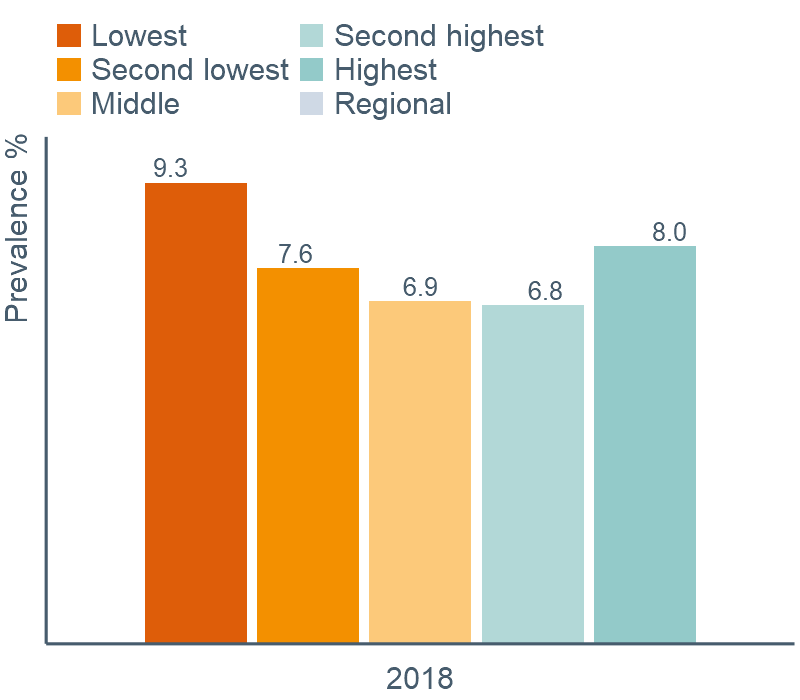 Lowest
Second lowest
Middle
Second highest
Highest
Regional
Prevalence %
9.3
7.6
6.9
6.8
8.0
2018